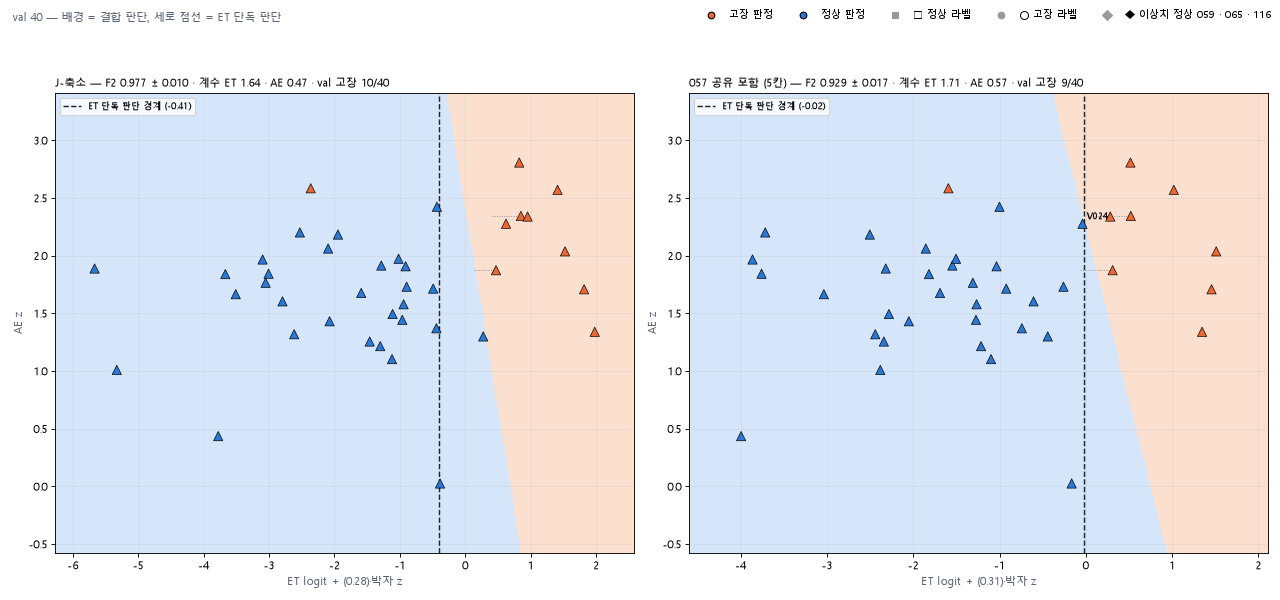 val 40 — 배경 = 결합 판단, 세로 점선 = ET 단독 판단
고장 판정 정상 판정 정상 라벨 고장 라벨 이상치 정상 059 · 065 · 116
J-축소 — F2 0.977 ± 0.010 · 계수 ET 1.64 · AE 0.47 · val 고장 10/40
ET 단독 판단 경계 (-0.41)
3.0
2.5
2.0
1.5
1.0
0.5
0.0
-0.5
AE z
-6 -5 -4 -3 -2 -1 0 1 2
ET logit + (0.28)·박자 z
057 공유 포함 (5칸) — F2 0.929 ± 0.017 · 계수 ET 1.71 · AE 0.57 · val 고장 9/40
ET 단독 판단 경계 (-0.02)
V024
3.0
2.5
2.0
1.5
1.0
0.5
0.0
-0.5
AE z
-4 -3 -2 -1 0 1 2
ET logit + (0.31)·박자 z